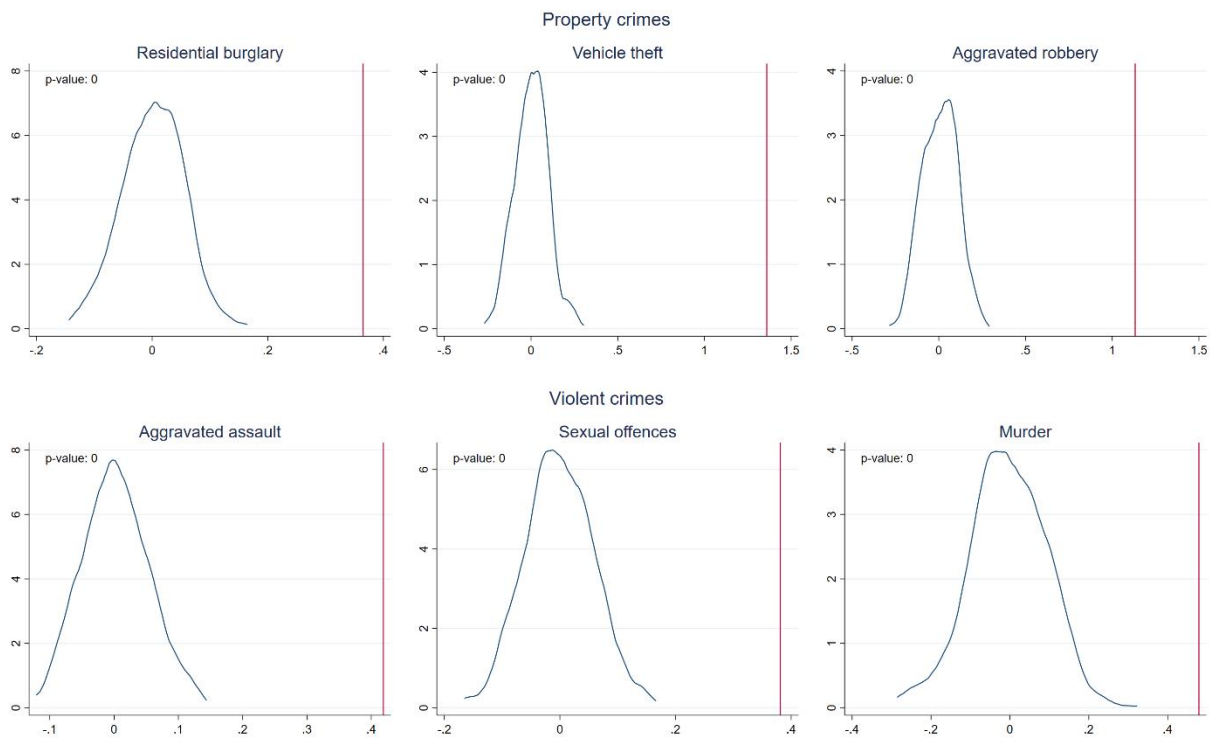 Property crimes
Residential burglary
p-value: 0
8
6
4
2
0
-.2 0 .2 .4
Vehicle theft
p-value: 0
4
3
2
1
0
-.5 0 .5 1 1.5
Aggravated robbery
p-value: 0
4
3
2
1
0
-.5 0 .5 1 1.5
Violent crimes
Aggravated assault
p-value: 0
8
6
4
2
0
-.1 0 .1 .2 .3 .4
Sexual offences
p-value: 0
6
4
2
0
-.2 0 .2 .4
Murder
p-value: 0
4
3
2
1
0
-.4 -.2 0 .2 .4